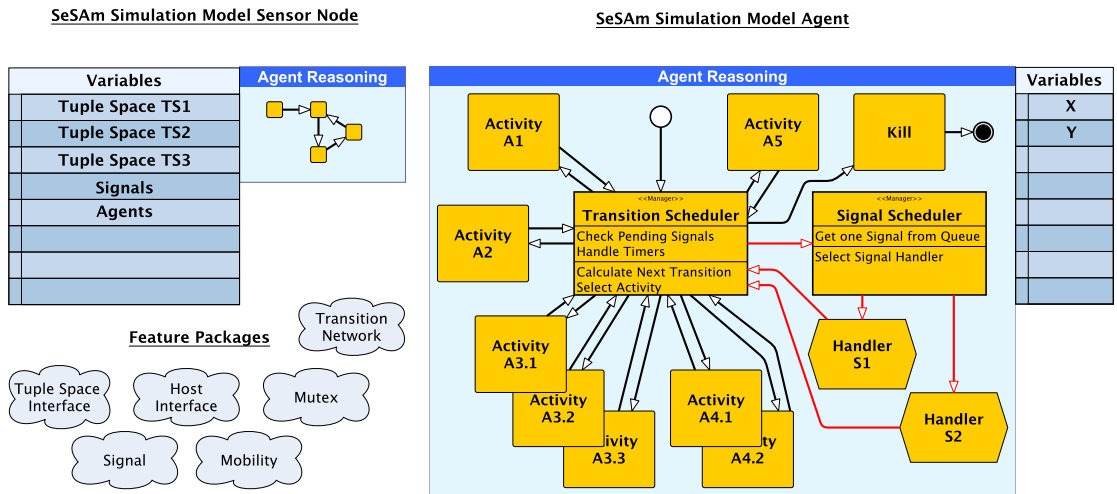 SeSAm Simulation Model Sensor Node
Variables
Tuple Space TS1
Tuple Space TS2
Tuple Space TS3
Signals
Agents
Agent Reasoning
Feature Packages
Transition
Network
Tuple Space
Interface
Host
Interface
Mutex
Signal
Mobility
SeSAm Simulation Model Agent
Agent Reasoning
Activity
A1
Activity
A5
Kill
Activity
A2
<<Manager>>
Transition Scheduler
Check Pending Signals
Handle Timers
Calculate Next Transition
Select Activity
<<Manager>>
Signal Scheduler
Get one Signal from Queue
Select Signal Handler
Activity
A3.1
Activity
A3.2
ctivity
A3.3
Activity
A4.1
ty
A4.2
Handler
S1
Handler
S2
Variables
X
Y